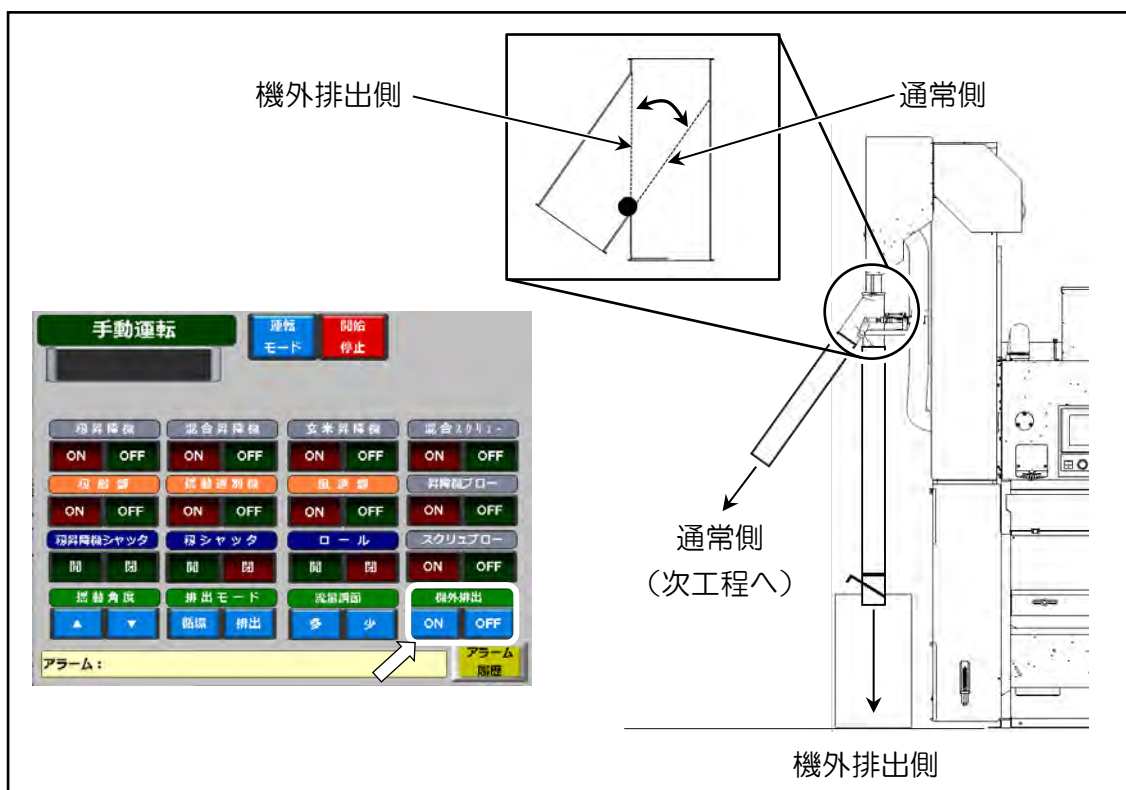 機外排出側
通常側
手動運転
運転
モード
開始
停止
籾昇降機
混合昇降機
玄米昇降機
混合スクリュー
ON OFF
ON OFF
ON OFF
ON OFF
揺動選別機
風選部
昇降機ブロー
ON OFF
ON OFF
ON OFF
ON OFF
籾昇降機シャッタ
籾シャッタ
ロール
スクリュブロー
開 閉
開 閉
開 閉
ON OFF
揺動角度
排出モード
流量調節
機外排出
▲ ▼
循環 排出
多 少
ON OFF
アラーム：
アラーム
履歴
通常側
（次工程へ）
機外排出側